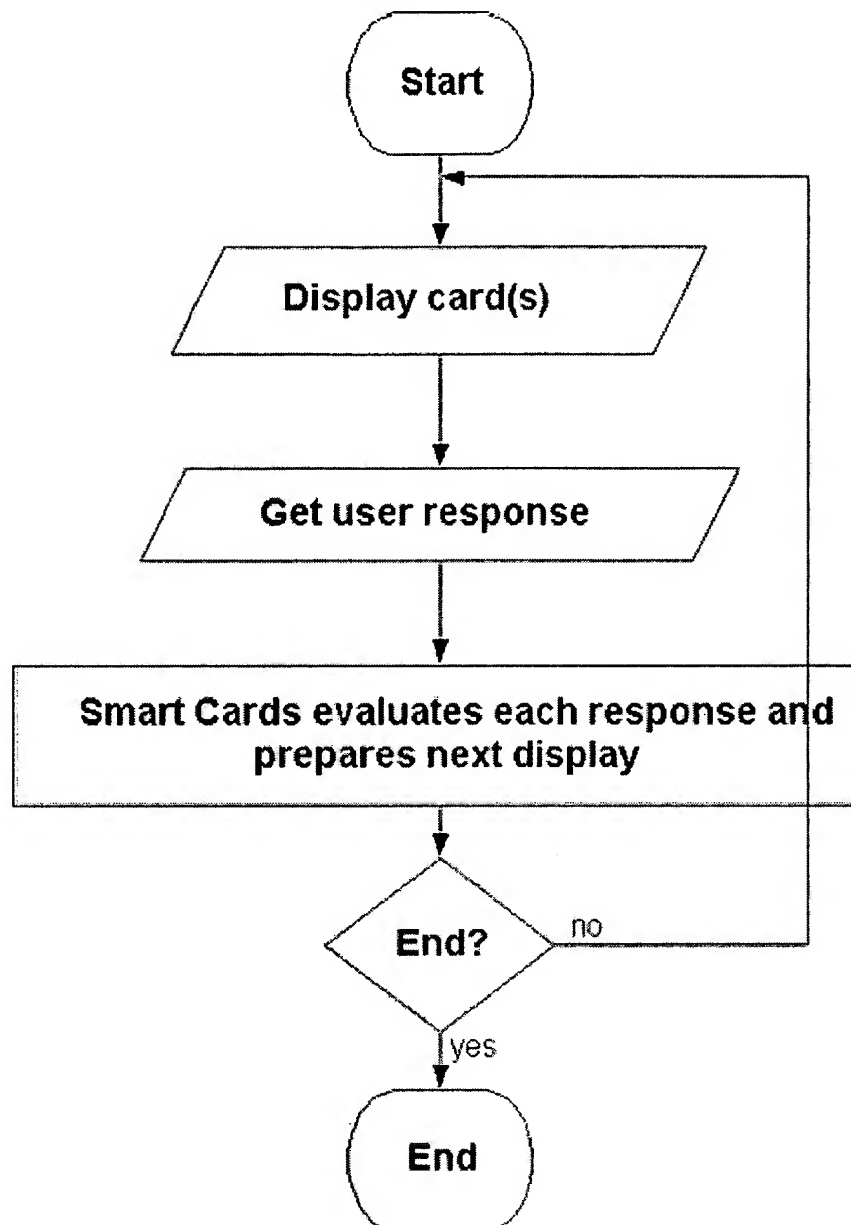 Start
Display card(s)
Get user response
Smart Cards evaluates each response and
prepares next display
End?
no
yes
End